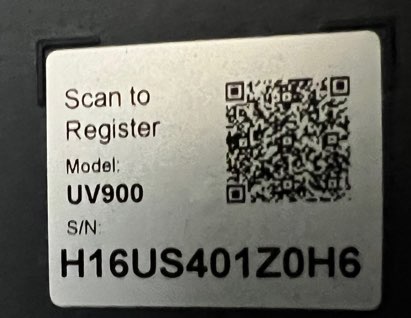 Scan to
Register
Model:
UV900
S/N:
H16US401Z0H6